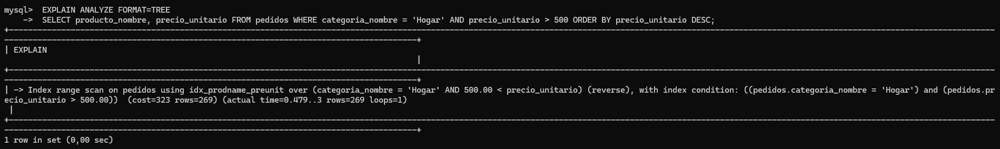 mysql>  EXPLAIN ANALYZE FORMAT=TREE
    ->  SELECT producto_nombre, precio_unitario FROM pedidos WHERE categoria_nombre = 'Hogar' AND precio_unitario > 500 ORDER BY precio_unitario DESC;
| EXPLAIN
|
| -> Index range scan on pedidos using idx_prodname_preunit over (categoria_nombre = 'Hogar' AND 500.00 < precio_unitario) (reverse), with index condition: ((pedidos.categoria_nombre = 'Hogar') and (pedidos.pr
ecio_unitario > 500.00))  (cost=323 rows=269) (actual time=0.479..3 rows=269 loops=1)
|
1 row in set (0,00 sec)